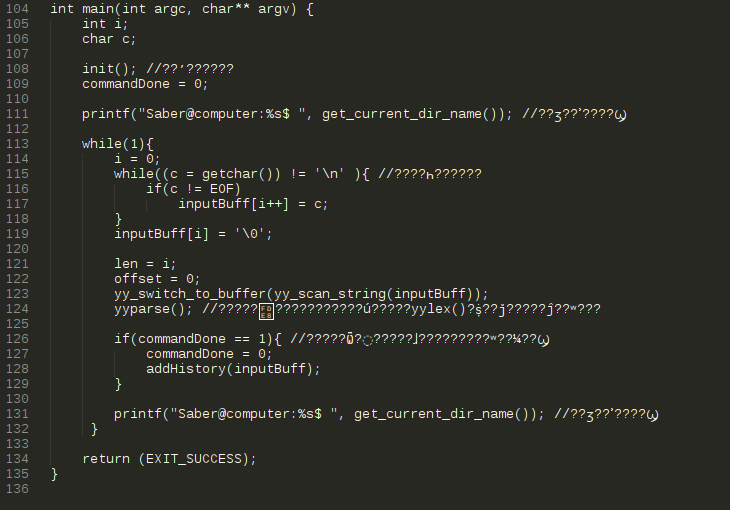 104 int main(int argc, char** argv) {
105 int i;
106 char c;
107
108 init(); //??٬??????
109 commandDone = 0;
110
111 printf("Saber@computer:%s$ ", get_current_dir_name()); //??ʒ??ʾ????Ϣ
112
113 while(1){
114 i = 0;
115 while((c = getchar()) != '\n' ){ //????һ??????
116 if(c != EOF)
117 inputBuff[i++] = c;
118 }
119 inputBuff[i] = '\0';
120
121 len = i;
122 offset = 0;
123 yy_switch_to_buffer(yy_scan_string(inputBuff));
124 yyparse(); //????????????????ú?????yylex()?ș??ǰ?????ĵ??ʷ???
125
126 if(commandDone == 1){ //?????
127 commandDone = 0;
128 addHistory(inputBuff);
129 }
130
131 printf("Saber@computer:%s$ ", get_current_dir_name()); //??ʒ??ʾ????Ϣ
132 }
133
134 return (EXIT_SUCCESS);
135 }
136